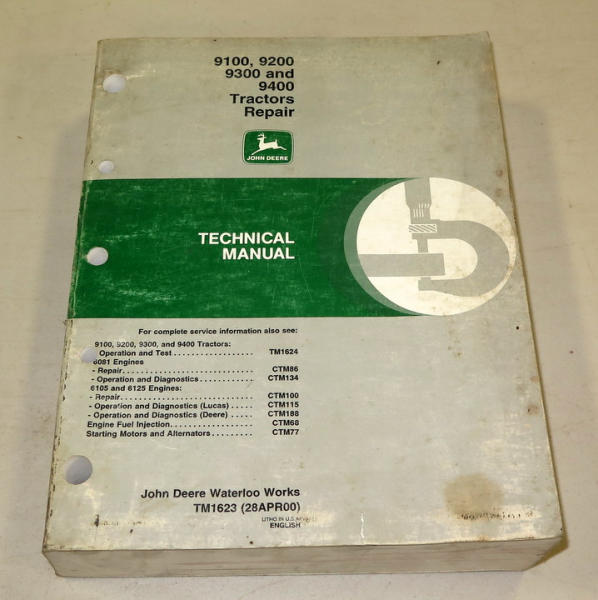 9100, 9200
9300 and
9400
Tractors
Repair
JOHN DEERE
TECHNICAL
MANUAL
For complete service information also see:
9100, 9200, 9300, and 9400 Tractors:
Operation and Test . . . . . . . . . . . . . . . . . . TM1624
6081 Engines
- Repair. . . . . . . . . . . . . . . . . . . . . . . . . . . . . CTM86
- Operation and Diagnostics . . . . . . . . . . . . . CTM134
6105 and 6125 Engines:
- Repair. . . . . . . . . . . . . . . . . . . . . . . . . . . . . CTM100
- Operation and Diagnostics (Lucas) . . . . . CTM115
- Operation and Diagnostics (Deere) . . . . . CTM188
Engine Fuel Injection. . . . . . . . . . . . . . . . . . . CTM68
Starting Motors and Alternators. . . . . . . . . . CTM77
John Deere Waterloo Works
TM1623 (28APR00)
LITHO IN U.S.A.
ENGLISH